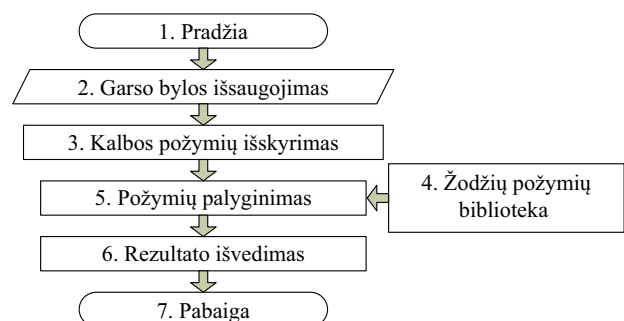 1. Pradžia
2. Garso bylos išsaugojimas
3. Kalbos požymių išskyrimas
4. Žodžių požymių
biblioteka
5. Požymių palyginimas
6. Rezultato išvedimas
7. Pabaiga